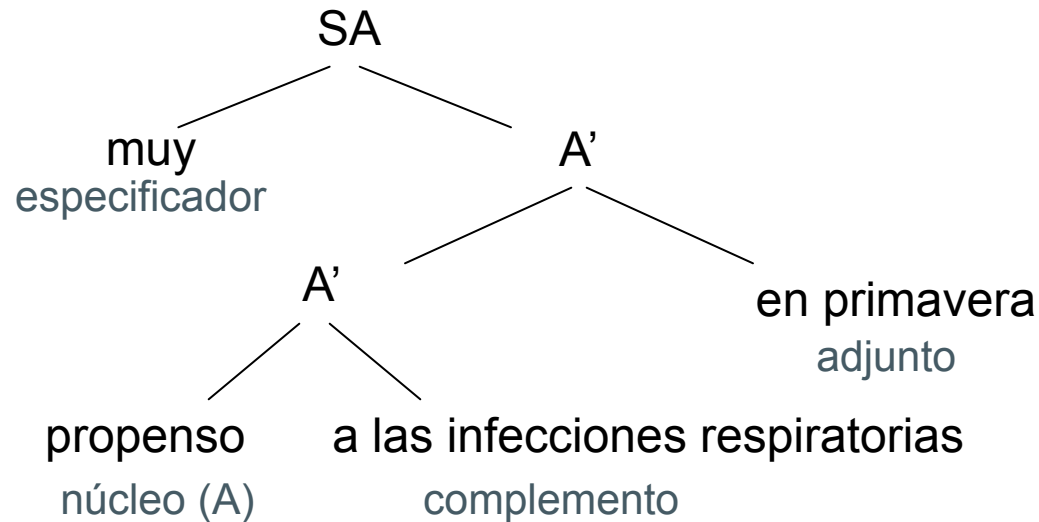 SA
muy
especificador
A’
A’
en primavera
adjunto
propenso
a las infecciones respiratorias
núcleo (A)
complemento